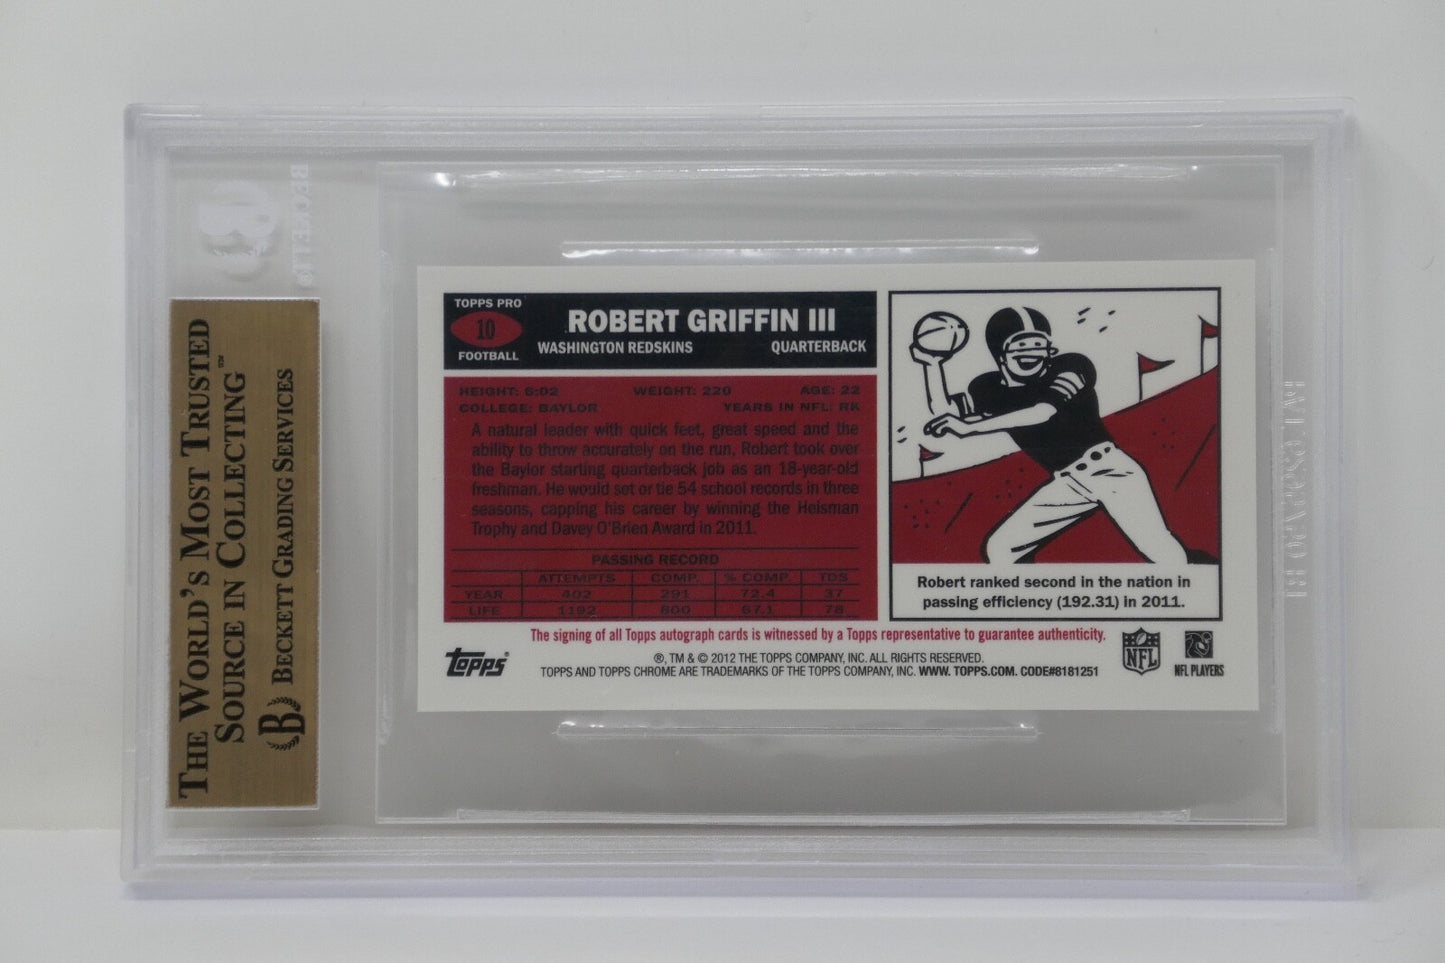 BECKETT®
THE WORLD'S MOST TRUSTED
SOURCE IN COLLECTING™
BECKETT GRADING SERVICES
B
TOPPS PRO
10
FOOTBALL
ROBERT GRIFFIN III
WASHINGTON REDSKINS QUARTERBACK
HEIGHT: 6:02 WEIGHT: 220 AGE: 22
COLLEGE: BAYLOR YEARS IN NFL: RK
A natural leader with quick feet, great speed and the
ability to throw accurately on the run, Robert took over
the Baylor starting quarterback job as an 18-year-old
freshman. He would set or tie 54 school records in three
seasons, capping his career by winning the Heisman
Trophy and Davey O'Brien Award in 2011.
PASSING RECORD
ATTEMPTS COMP. % COMP. TDS
YEAR 402 291 72.4 37
LIFE 1192 800 67.1 78
Robert ranked second in the nation in
passing efficiency (192.31) in 2011.
The signing of all Topps autograph cards is witnessed by a Topps representative to guarantee authenticity.
Topps
®, TM & © 2012 THE TOPPS COMPANY, INC. ALL RIGHTS RESERVED.
TOPPS AND TOPPS CHROME ARE TRADEMARKS OF THE TOPPS COMPANY, INC. WWW. TOPPS.COM. CODE#8181251
NFL
NFL PLAYERS